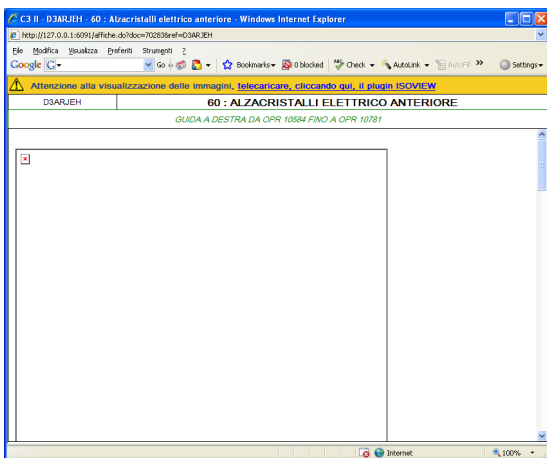 C3 II - D3ARJEH - 60 : Alzacristalli elettrico anteriore - Windows Internet Explorer
http://127.0.0.1:6091/affiche.do?doc=70283&ref=D3ARJEH
File Modifica Visualizza Preferiti Strumenti ?
Google G Go Bookmarks 0 blocked ABC Check AutoLink AutoFill » Settings
Attenzione alla visualizzazione delle immagini, telecaricare, cliccando qui, il plugin ISOVIEW
D3ARJEH 60 : ALZACRISTALLI ELETTRICO ANTERIORE
GUIDA A DESTRA DA OPR 10584 FINO A OPR 10781
Internet 100%